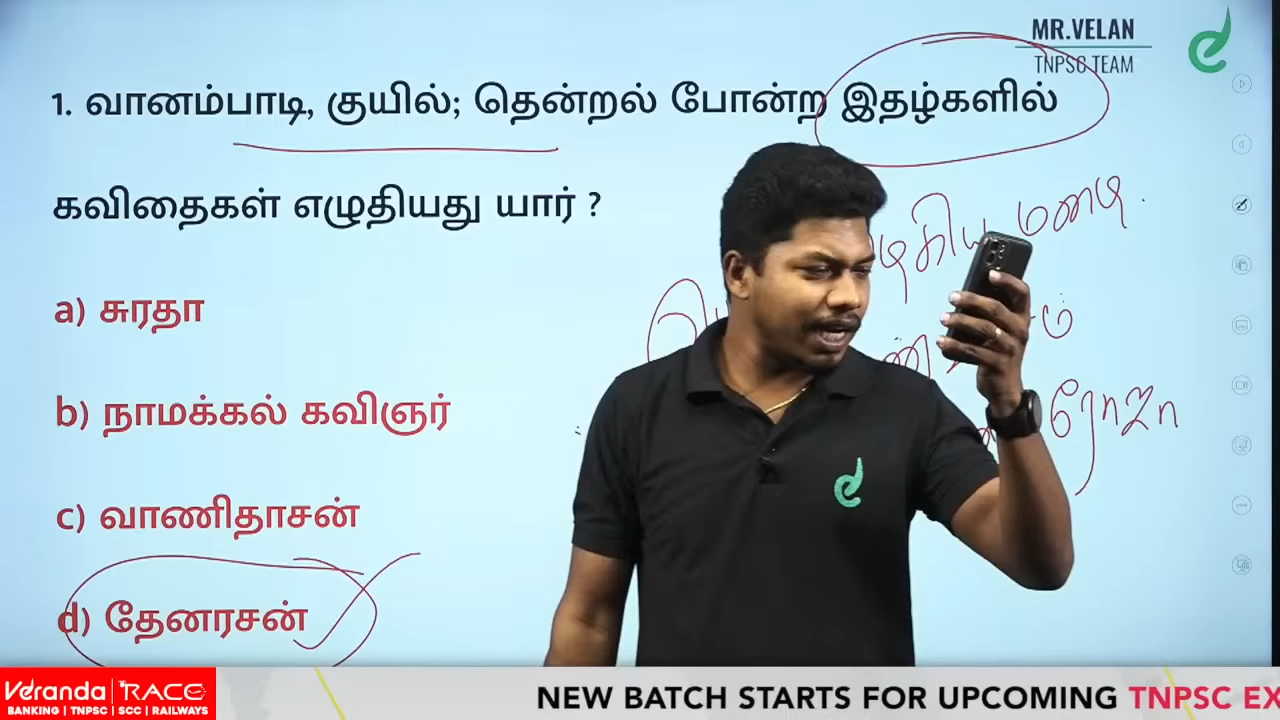 MR.VELAN
TNPSC TEAM
1. வானம்பாடி, குயில்; தென்றல் போன்ற இதழ்களில்
கவிதைகள் எழுதியது யார் ?
a) சுரதா
b) நாமக்கல் கவிஞர்
c) வாணிதாசன்
d) தேனரசன்
ரோஜா
Veranda RACE
BANKING | TNPSC | SCC | RAILWAYS
NEW BATCH STARTS FOR UPCOMING TNPSC EX